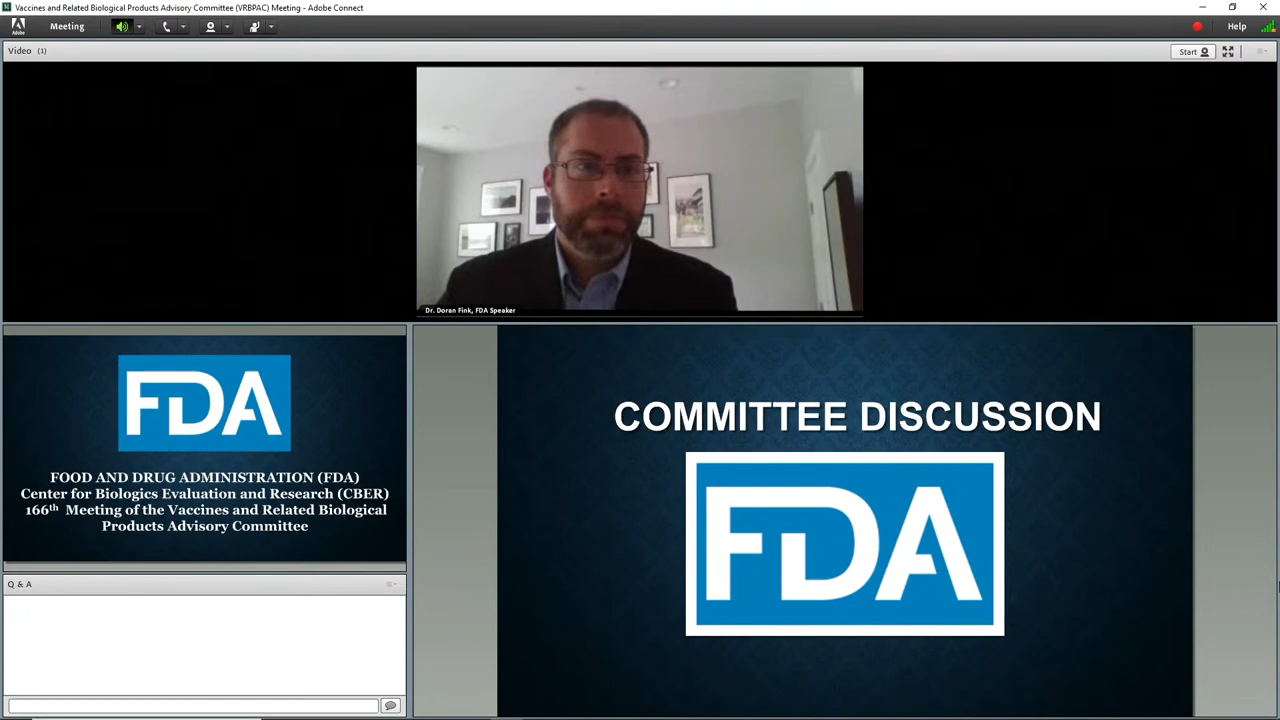 Vaccines and Related Biological Products Advisory Committee (VRBPAC) Meeting - Adobe Connect
Adobe
Meeting
Help
Video (1)
Start
Dr. Doran Fink, FDA Speaker
FDA
FOOD AND DRUG ADMINISTRATION (FDA)
Center for Biologics Evaluation and Research (CBER)
166th Meeting of the Vaccines and Related Biological
Products Advisory Committee
Q & A
COMMITTEE DISCUSSION
FDA